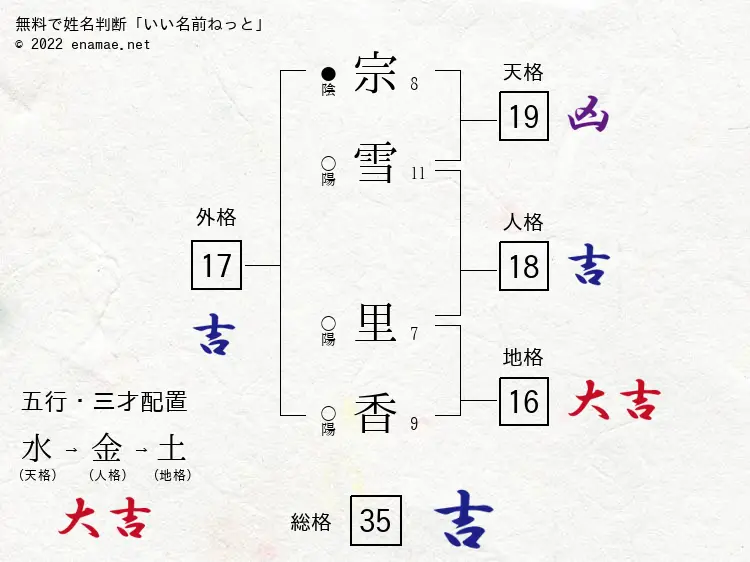 無料で姓名判断「いい名前ねっと」
© 2022 enamae.net
●
陰
宗
8
天格
19
凶
○
陽
雪
11
外格
17
吉
人格
18
吉
○
陽
里
7
地格
16
大吉
○
陽
香
9
五行・三才配置
水→金→土
(天格) (人格) (地格)
大吉
総格
35
吉